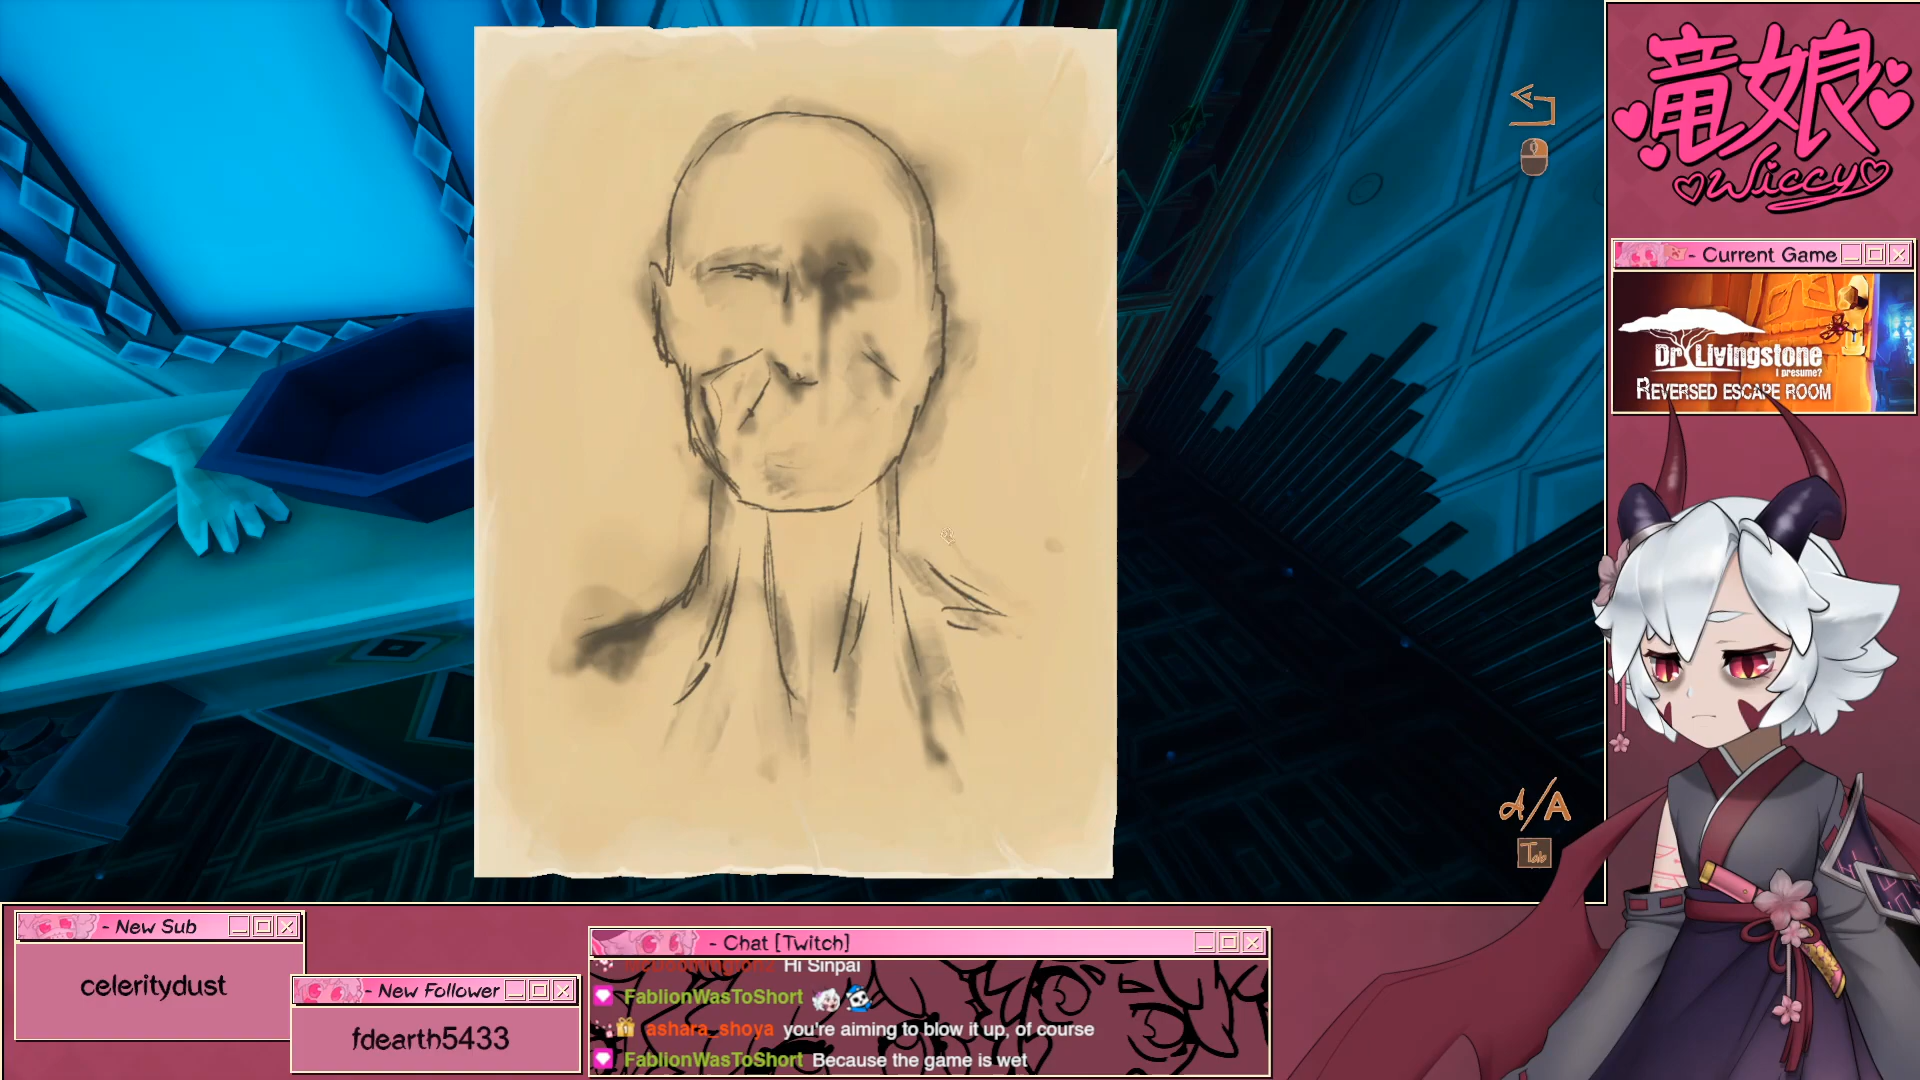 竜娘
Wiccy
- Current Game
Dr Livingstone
I presume?
REVERSED ESCAPE ROOM
A/A
Tab
- New Sub
celeritydust
- New Follower
fdearth5433
- Chat [Twitch]
Hi Sinpai
FablionWasToShort
ashara_shoya you're aiming to blow it up, of course
FablionWasToShort Because the game is wet